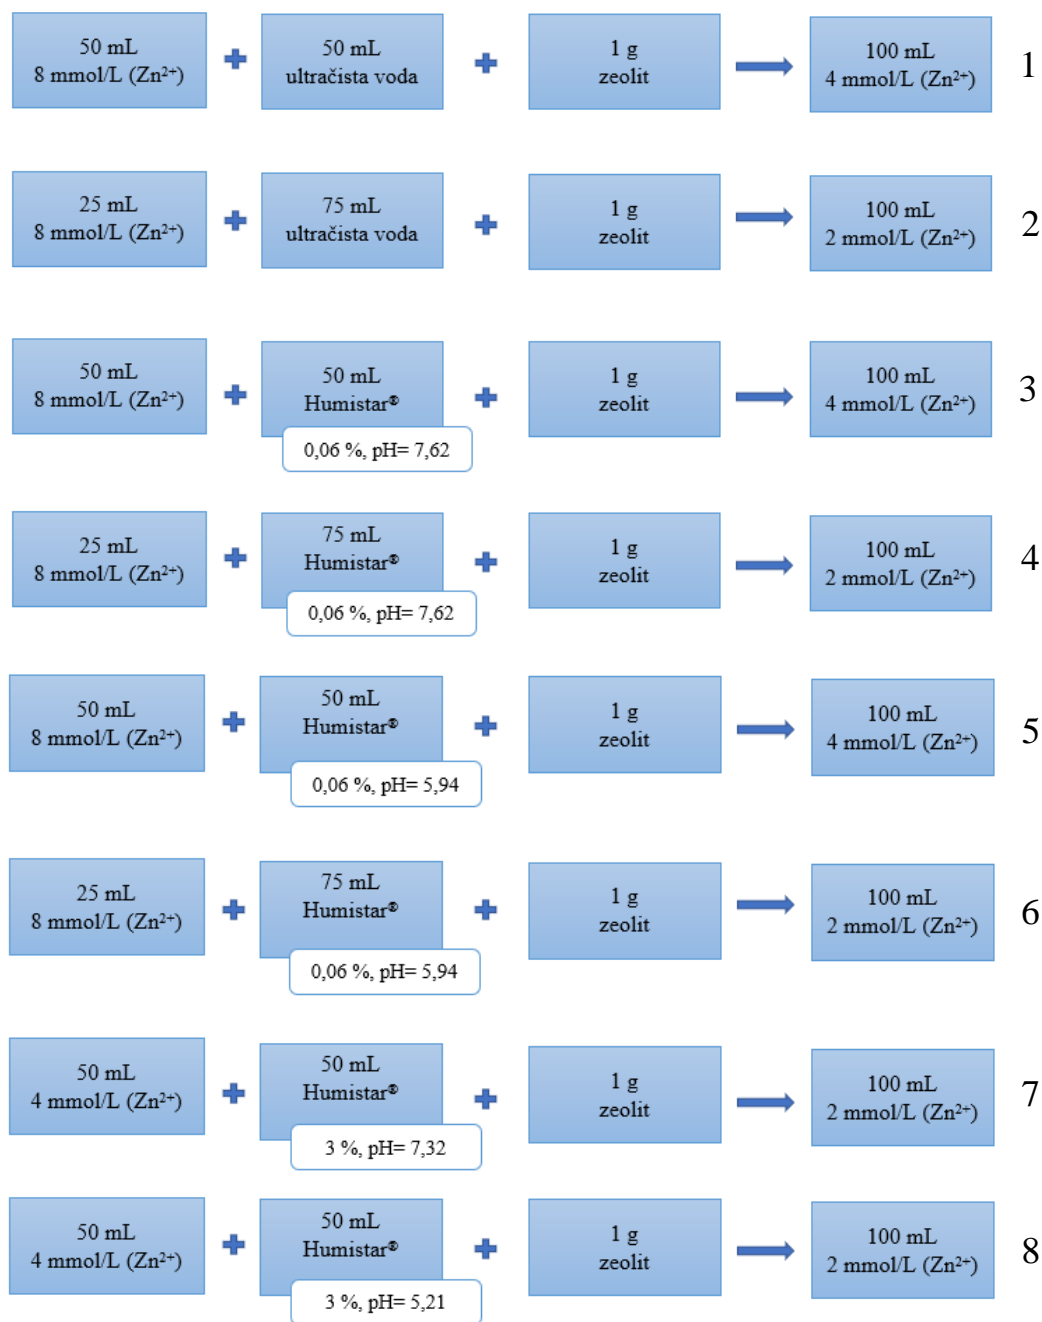 50 mL
8 mmol/L (Zn²⁺)
50 mL
ultračista voda
1 g
zeolit
100 mL
4 mmol/L (Zn²⁺)
1
25 mL
8 mmol/L (Zn²⁺)
75 mL
ultračista voda
1 g
zeolit
100 mL
2 mmol/L (Zn²⁺)
2
50 mL
8 mmol/L (Zn²⁺)
50 mL
Humistar®
0,06 %, pH= 7,62
1 g
zeolit
100 mL
4 mmol/L (Zn²⁺)
3
25 mL
8 mmol/L (Zn²⁺)
75 mL
Humistar®
0,06 %, pH= 7,62
1 g
zeolit
100 mL
2 mmol/L (Zn²⁺)
4
50 mL
8 mmol/L (Zn²⁺)
50 mL
Humistar®
0,06 %, pH= 5,94
1 g
zeolit
100 mL
4 mmol/L (Zn²⁺)
5
25 mL
8 mmol/L (Zn²⁺)
75 mL
Humistar®
0,06 %, pH= 5,94
1 g
zeolit
100 mL
2 mmol/L (Zn²⁺)
6
50 mL
4 mmol/L (Zn²⁺)
50 mL
Humistar®
3 %, pH= 7,32
1 g
zeolit
100 mL
2 mmol/L (Zn²⁺)
7
50 mL
4 mmol/L (Zn²⁺)
50 mL
Humistar®
3 %, pH= 5,21
1 g
zeolit
100 mL
2 mmol/L (Zn²⁺)
8